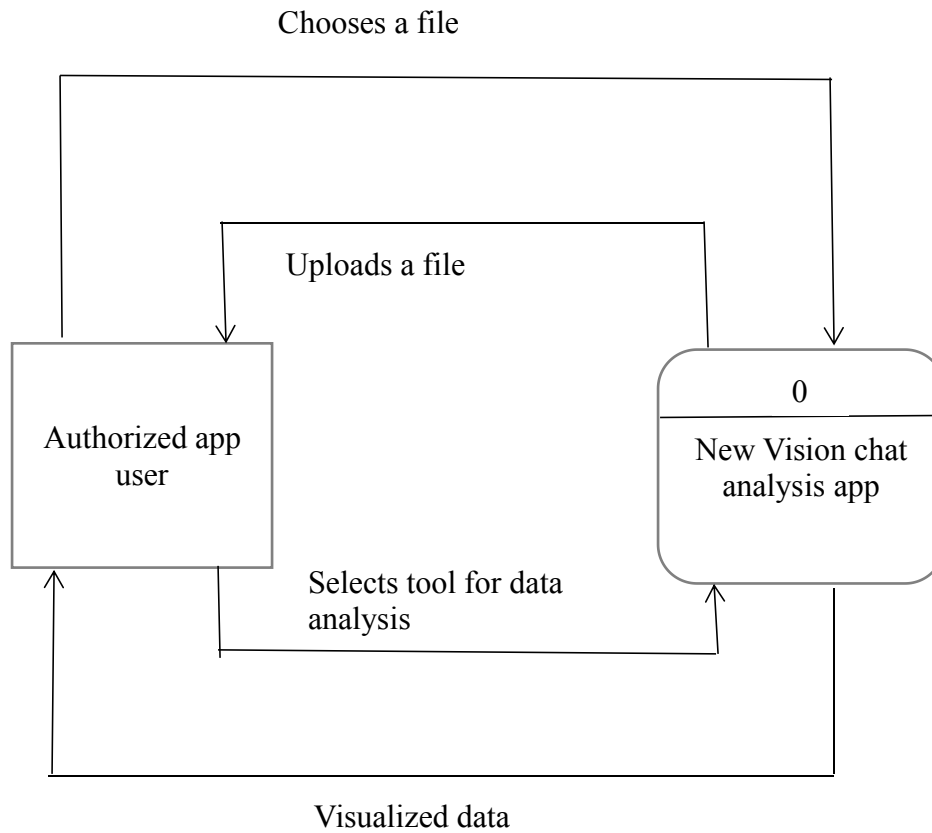 Chooses a file
Uploads a file
0
Authorized app
user
New Vision chat
analysis app
Selects tool for data
analysis
Visualized data